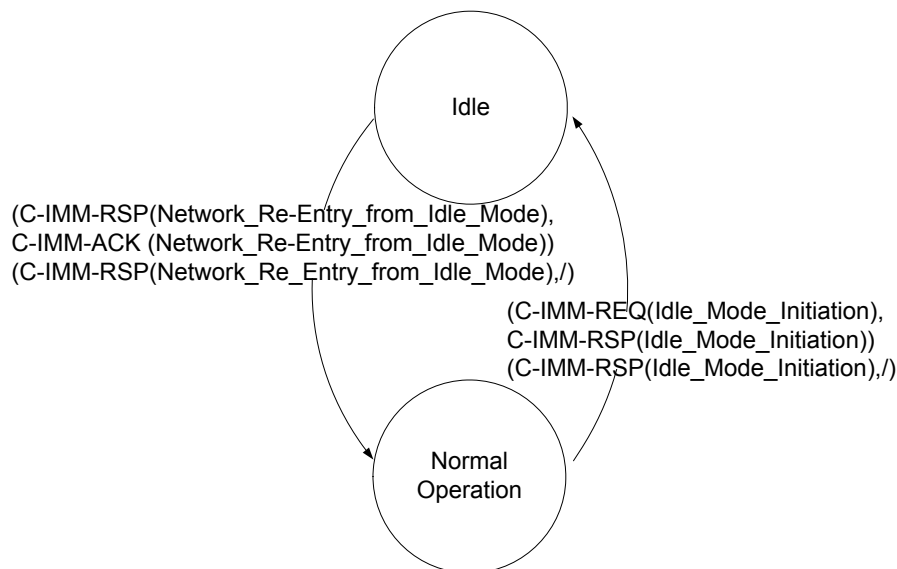 Idle
(C-IMM-RSP(Network_Re-Entry_from_Idle_Mode),
C-IMM-ACK (Network_Re-Entry_from_Idle_Mode))
(C-IMM-RSP(Network_Re_Entry_from_Idle_Mode),/)
(C-IMM-REQ(Idle_Mode_Initiation),
C-IMM-RSP(Idle_Mode_Initiation))
(C-IMM-RSP(Idle_Mode_Initiation),/)
Normal
Operation